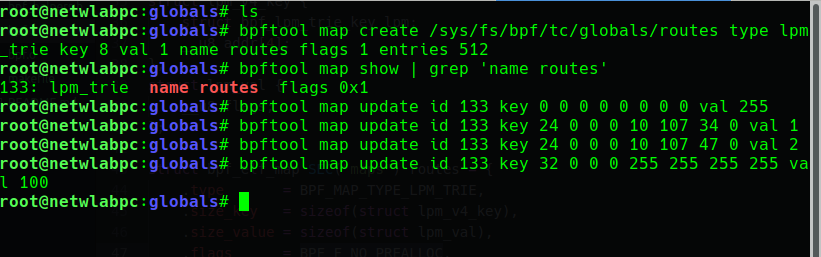 root@netwlabpc:globals# ls
root@netwlabpc:globals# bpftool map create /sys/fs/bpf/tc/globals/routes type lpm
_trie key 8 val 1 name routes flags 1 entries 512
root@netwlabpc:globals# bpftool map show | grep 'name routes'
133: lpm_trie  name routes  flags 0x1
root@netwlabpc:globals# bpftool map update id 133 key 0 0 0 0 0 0 0 0 val 255
root@netwlabpc:globals# bpftool map update id 133 key 24 0 0 0 10 107 34 0 val 1
root@netwlabpc:globals# bpftool map update id 133 key 24 0 0 0 10 107 47 0 val 2
root@netwlabpc:globals# bpftool map update id 133 key 32 0 0 0 255 255 255 255 va
l 100
.type = BPF_MAP_TYPE_LPM_TRIE,
root@netwlabpc:globals#
= sizeof(struct lpm_v4_key),
.size_value = sizeof(struct lpm_val),
.flags = BPF_F_NO_PREALLOC